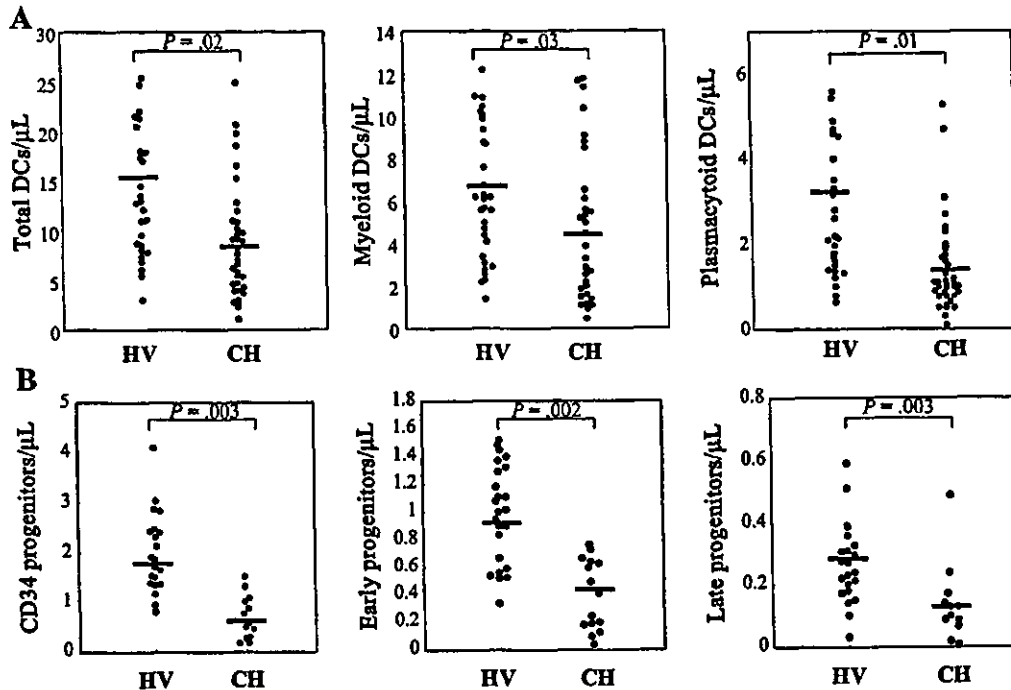 A
P = .02
P = .03
P = .01
Total DCs/μL
30
25
20
15
10
5
0
HV CH
Myeloid DCs/μL
14
12
10
8
6
4
2
0
HV CH
Plasmacytoid DCs/μL
6
4
2
0
HV CH
B
P = .003
P = .002
P = .003
CD34 progenitors/μL
5
4
3
2
1
0
HV CH
Early progenitors/μL
1.8
1.6
1.4
1.2
1
0.8
0.6
0.4
0.2
0
HV CH
Late progenitors/μL
0.8
0.6
0.4
0.2
0
HV CH